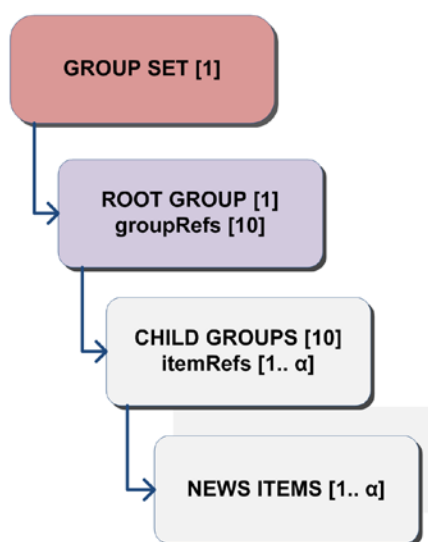 GROUP SET [1]
ROOT GROUP [1]
groupRefs [10]
CHILD GROUPS [10]
itemRefs [1.. α]
NEWS ITEMS [1.. α]